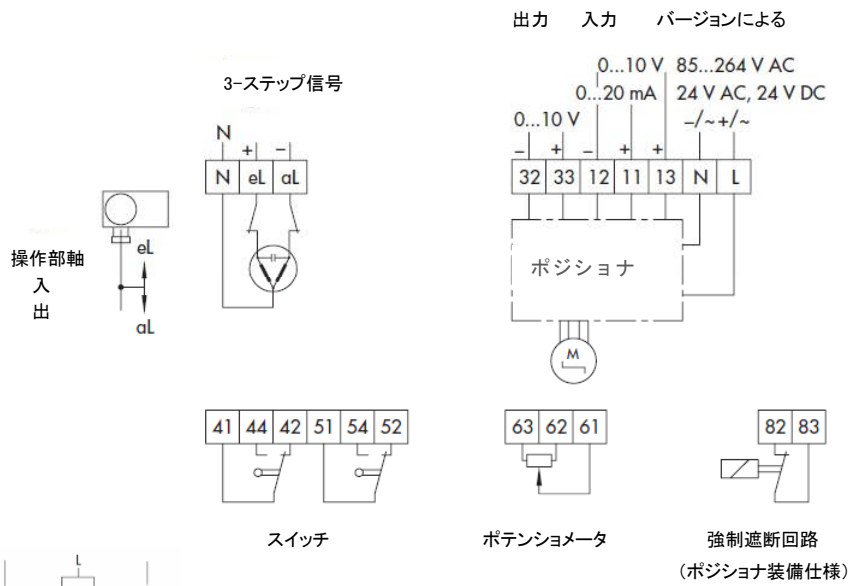 出力 入力 バージョンによる
3-ステップ信号
0...10 V 85...264 V AC
0...20 mA 24 V AC, 24 V DC
0...10 V −/~ +/~
N
+ −
− + − + +
N eL aL
32 33 12 11 13 N L
操作部軸
入
出
eL
aL
ポジショナ
M
41 44 42 51 54 52
63 62 61
82 83
スイッチ
ポテンショメータ
強制遮断回路
(ポジショナ装備仕様)
L